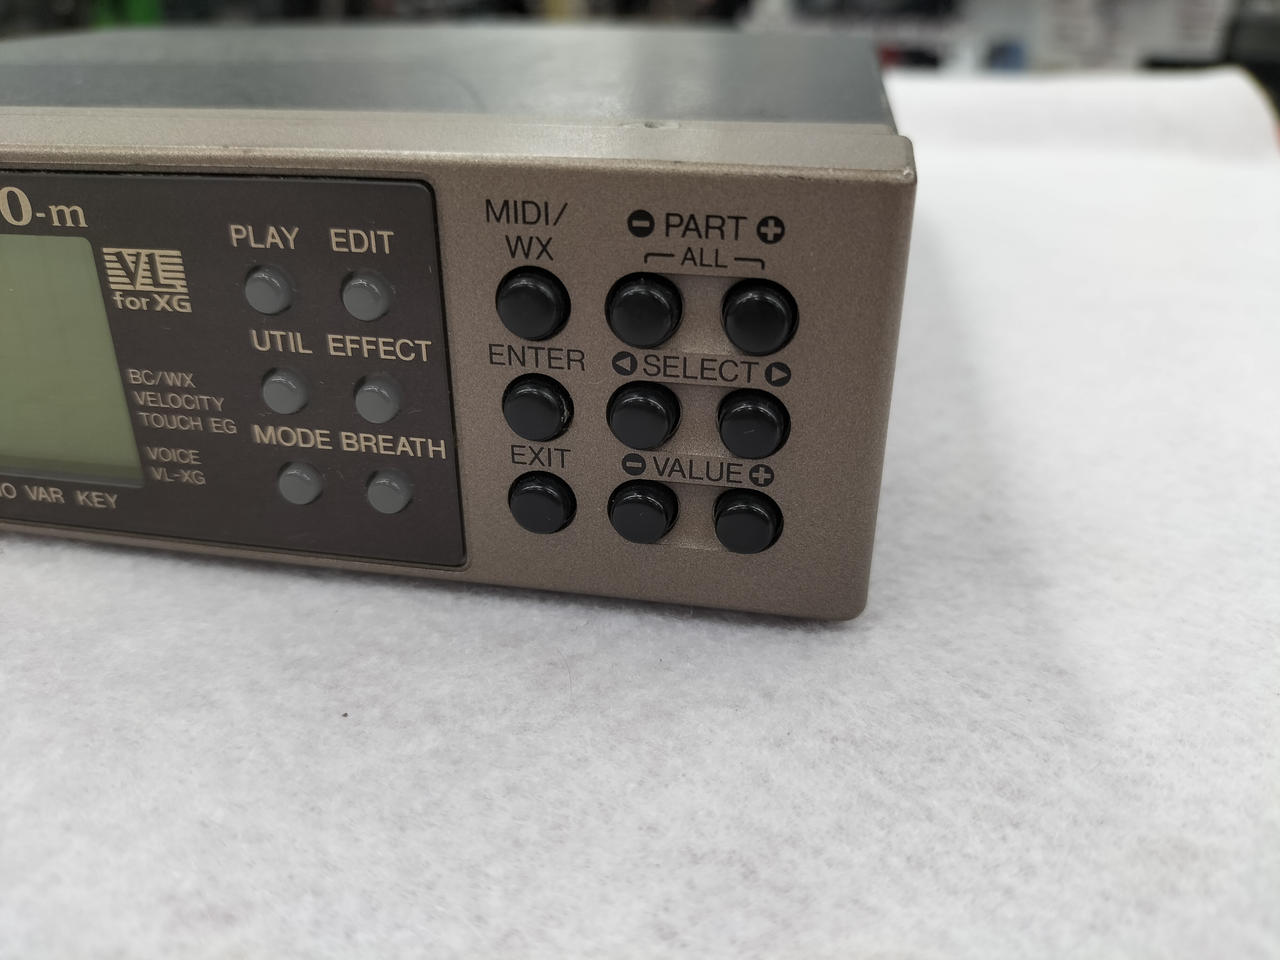 0-m
VL
for XG
PLAY EDIT
UTIL EFFECT
BC/WX
VELOCITY
TOUCH EG
MODE BREATH
VOICE
VL-XG
VAR KEY
MIDI/
WX
- PART +
ALL
ENTER
◀ SELECT ▶
EXIT
- VALUE +